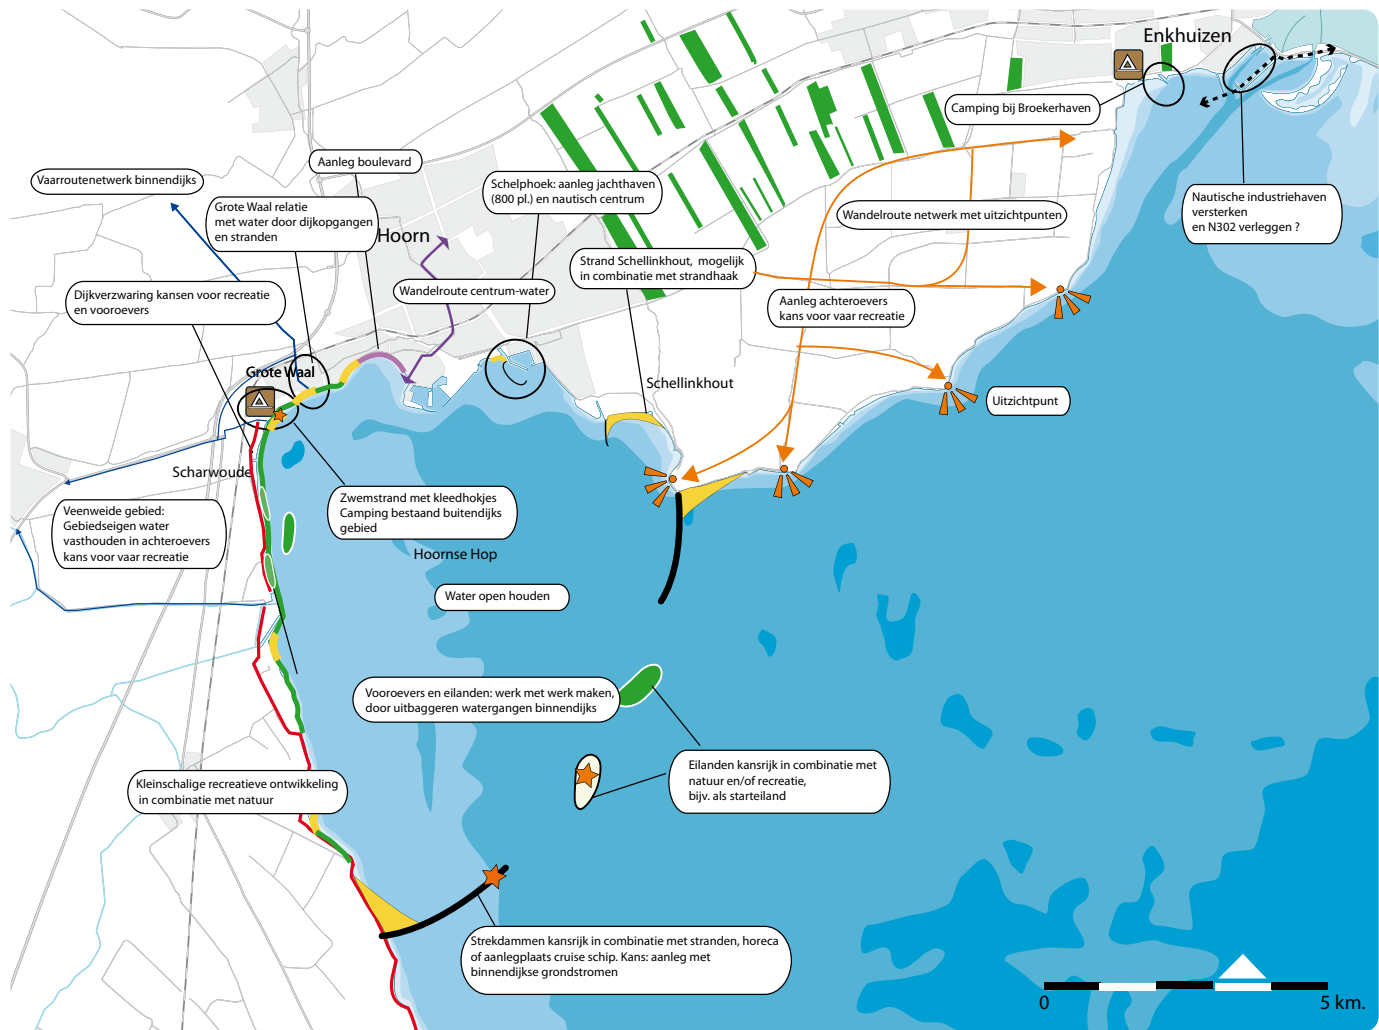 Enkhuizen
Camping bij Broekerhaven
Aanleg boulevard
Vaarroutenetwerk binnendijks
Schelphoek: aanleg jachthaven
(800 pl.) en nautisch centrum
Grote Waal relatie
met water door dijkopgangen
en stranden
Hoorn
Wandelroute netwerk met uitzichtpunten
Nautische industriehaven
versterken
en N302 verleggen ?
Strand Schellinkhout, mogelijk
in combinatie met strandhaak
Wandelroute centrum-water
Dijkverzwaring kansen voor recreatie
en vooroevers
Aanleg achteroevers
kans voor vaar recreatie
Grote Waal
Schellinkhout
Uitzichtpunt
Scharwoude
Zwemstrand met kleedhokjes
Camping bestaand buitendijks
gebied
Veenweide gebied:
Gebiedseigen water
vasthouden in achteroevers
kans voor vaar recreatie
Hoornse Hop
Water open houden
Vooroevers en eilanden: werk met werk maken,
door uitbaggeren watergangen binnendijks
Eilanden kansrijk in combinatie met
natuur en/of recreatie,
bijv. als starteiland
Kleinschalige recreatieve ontwikkeling
in combinatie met natuur
Strekdammen kansrijk in combinatie met stranden, horeca
of aanlegplaats cruise schip. Kans: aanleg met
binnendijkse grondstromen
0 5 km.